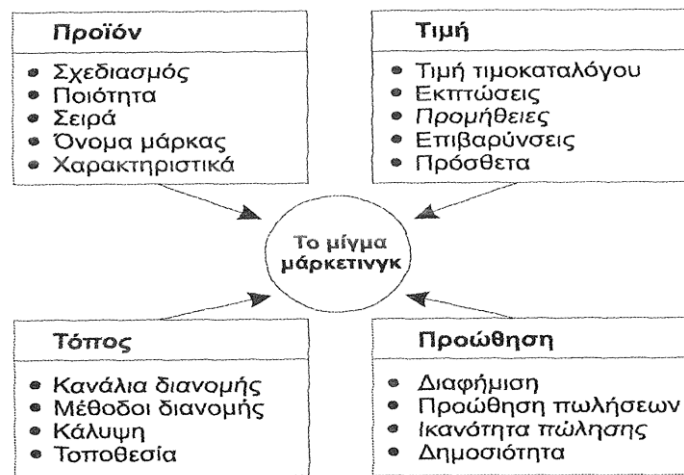 Προϊόν
• Σχεδιασμός
• Ποιότητα
• Σειρά
• Όνομα μάρκας
• Χαρακτηριστικά
Τιμή
• Τιμή τιμοκαταλόγου
• Εκπτώσεις
• Προμήθειες
• Επιβαρύνσεις
• Πρόσθετα
Το μίγμα
μάρκετινγκ
Τόπος
• Κανάλια διανομής
• Μέθοδοι διανομής
• Κάλυψη
• Τοποθεσία
Προώθηση
• Διαφήμιση
• Προώθηση πωλήσεων
• Ικανότητα πώλησης
• Δημοσιότητα